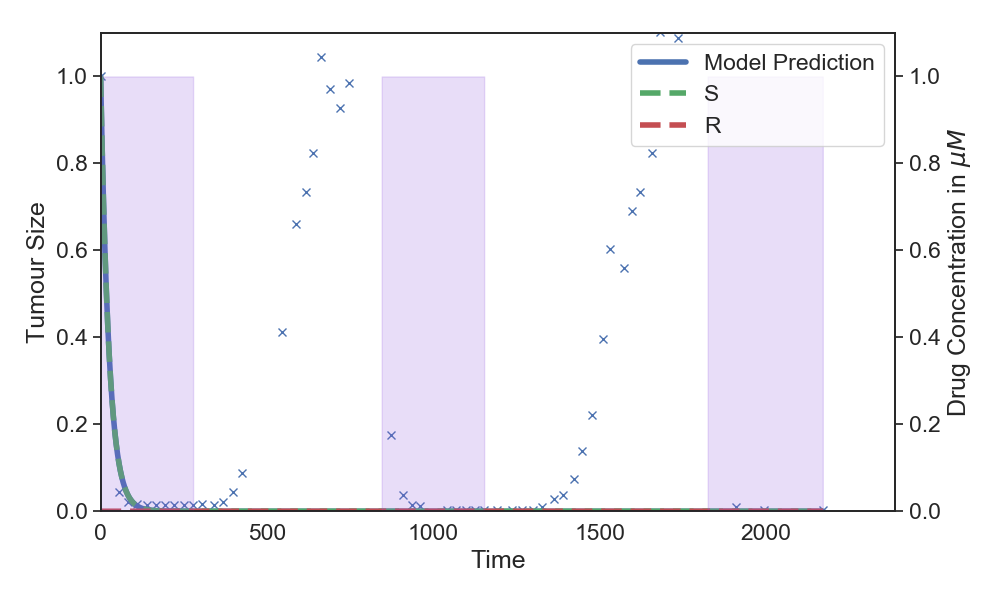 Model Prediction
S
R
1.0
0.8
0.6
0.4
0.2
0.0
Tumour Size
1.0
0.8
0.6
0.4
0.2
0.0
Drug Concentration in μM
0
500
1000
1500
2000
Time